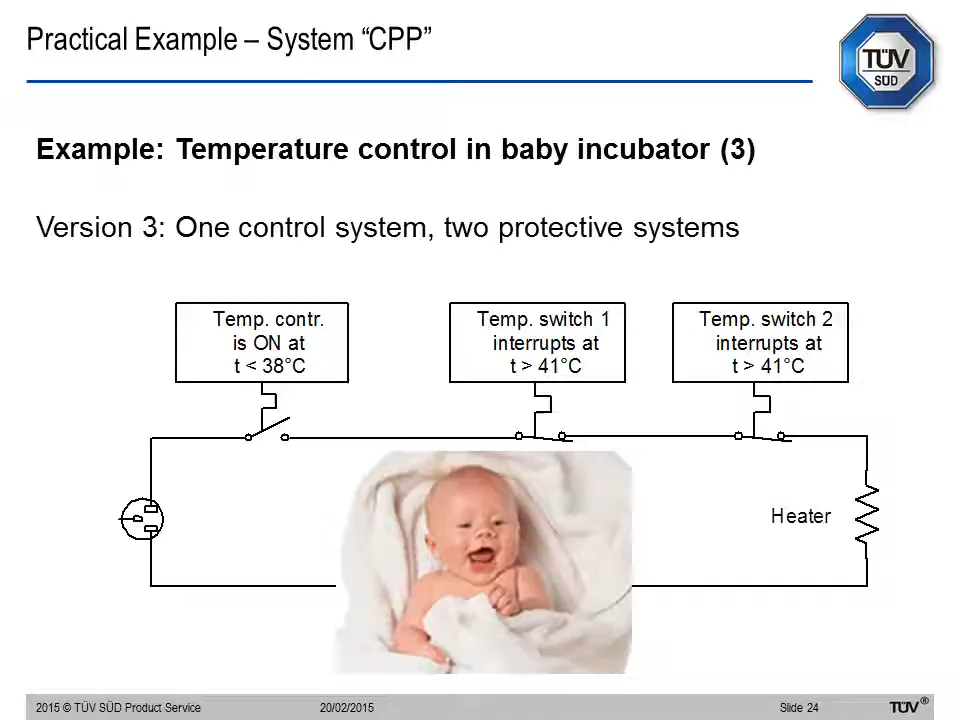 Practical Example – System “CPP”
TÜV
SÜD
Example: Temperature control in baby incubator (3)
Version 3: One control system, two protective systems
Temp. contr.
is ON at
t < 38°C
Temp. switch 1
interrupts at
t > 41°C
Temp. switch 2
interrupts at
t > 41°C
Heater
2015 © TÜV SÜD Product Service
20/02/2015
Slide 24
TÜV®